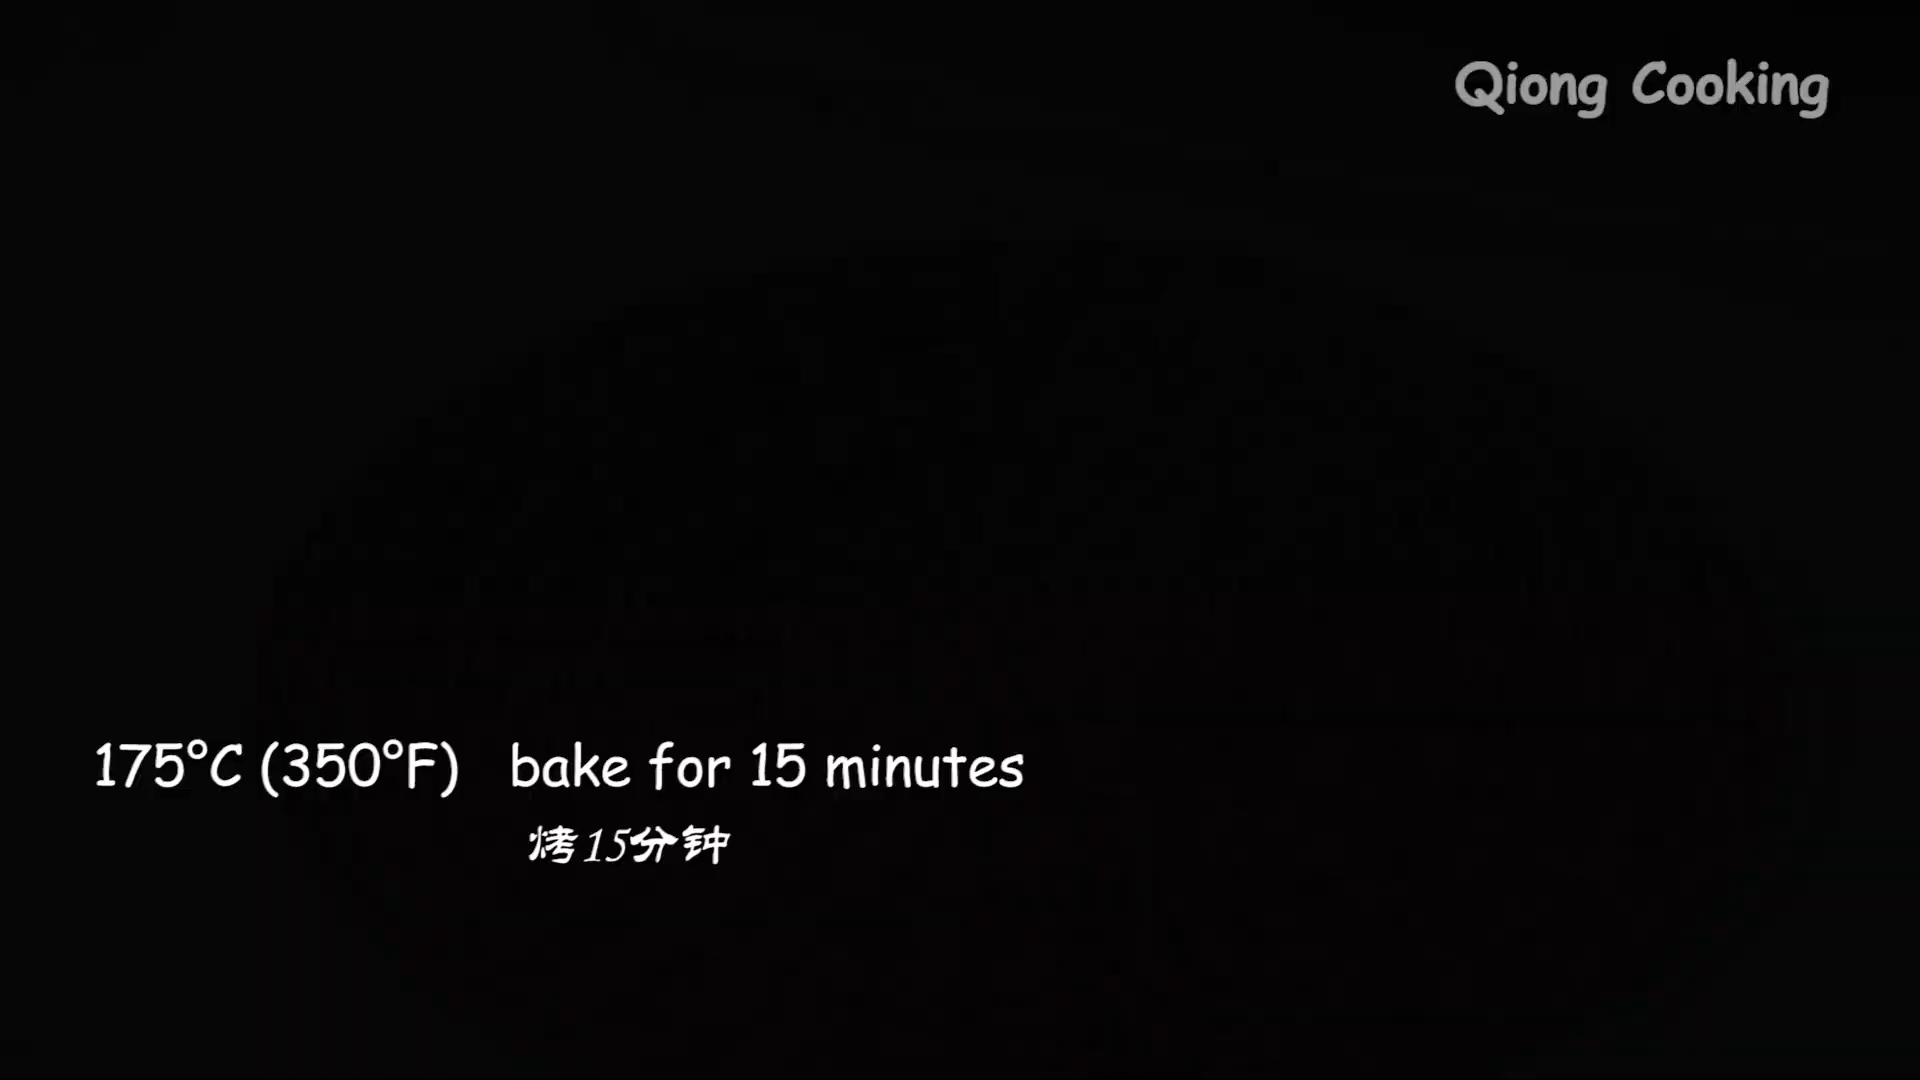 Qiong Cooking
175°C (350°F) bake for 15 minutes
烤15分钟